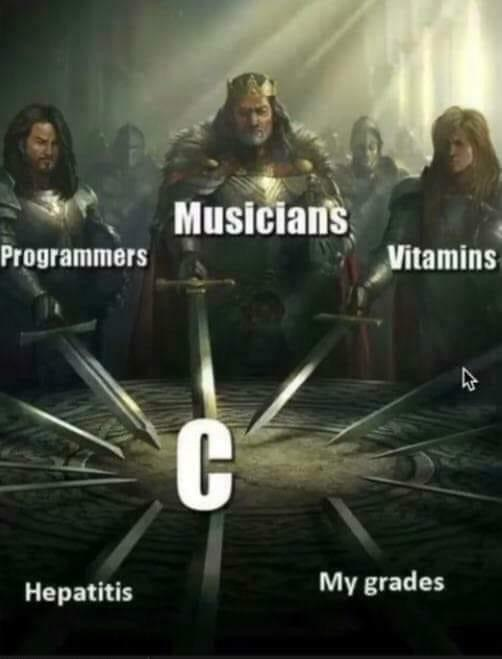 Musicians
Programmers
Vitamins
C
Hepatitis
My grades